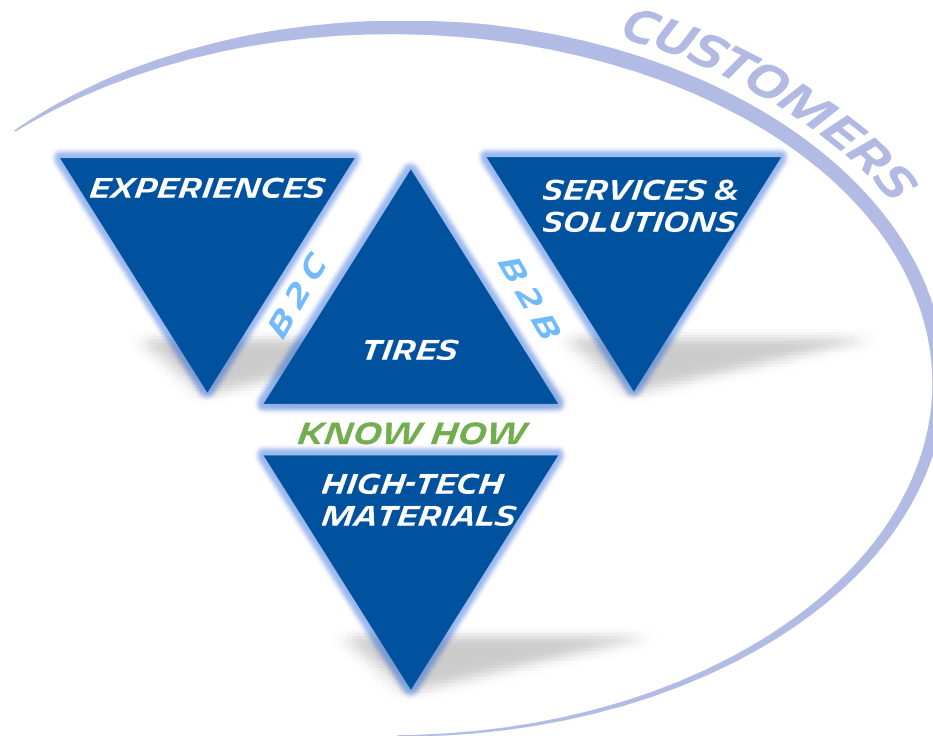 CUSTOMERS
EXPERIENCES
SERVICES &
SOLUTIONS
B2C
B2B
TIRES
KNOW HOW
HIGH-TECH
MATERIALS